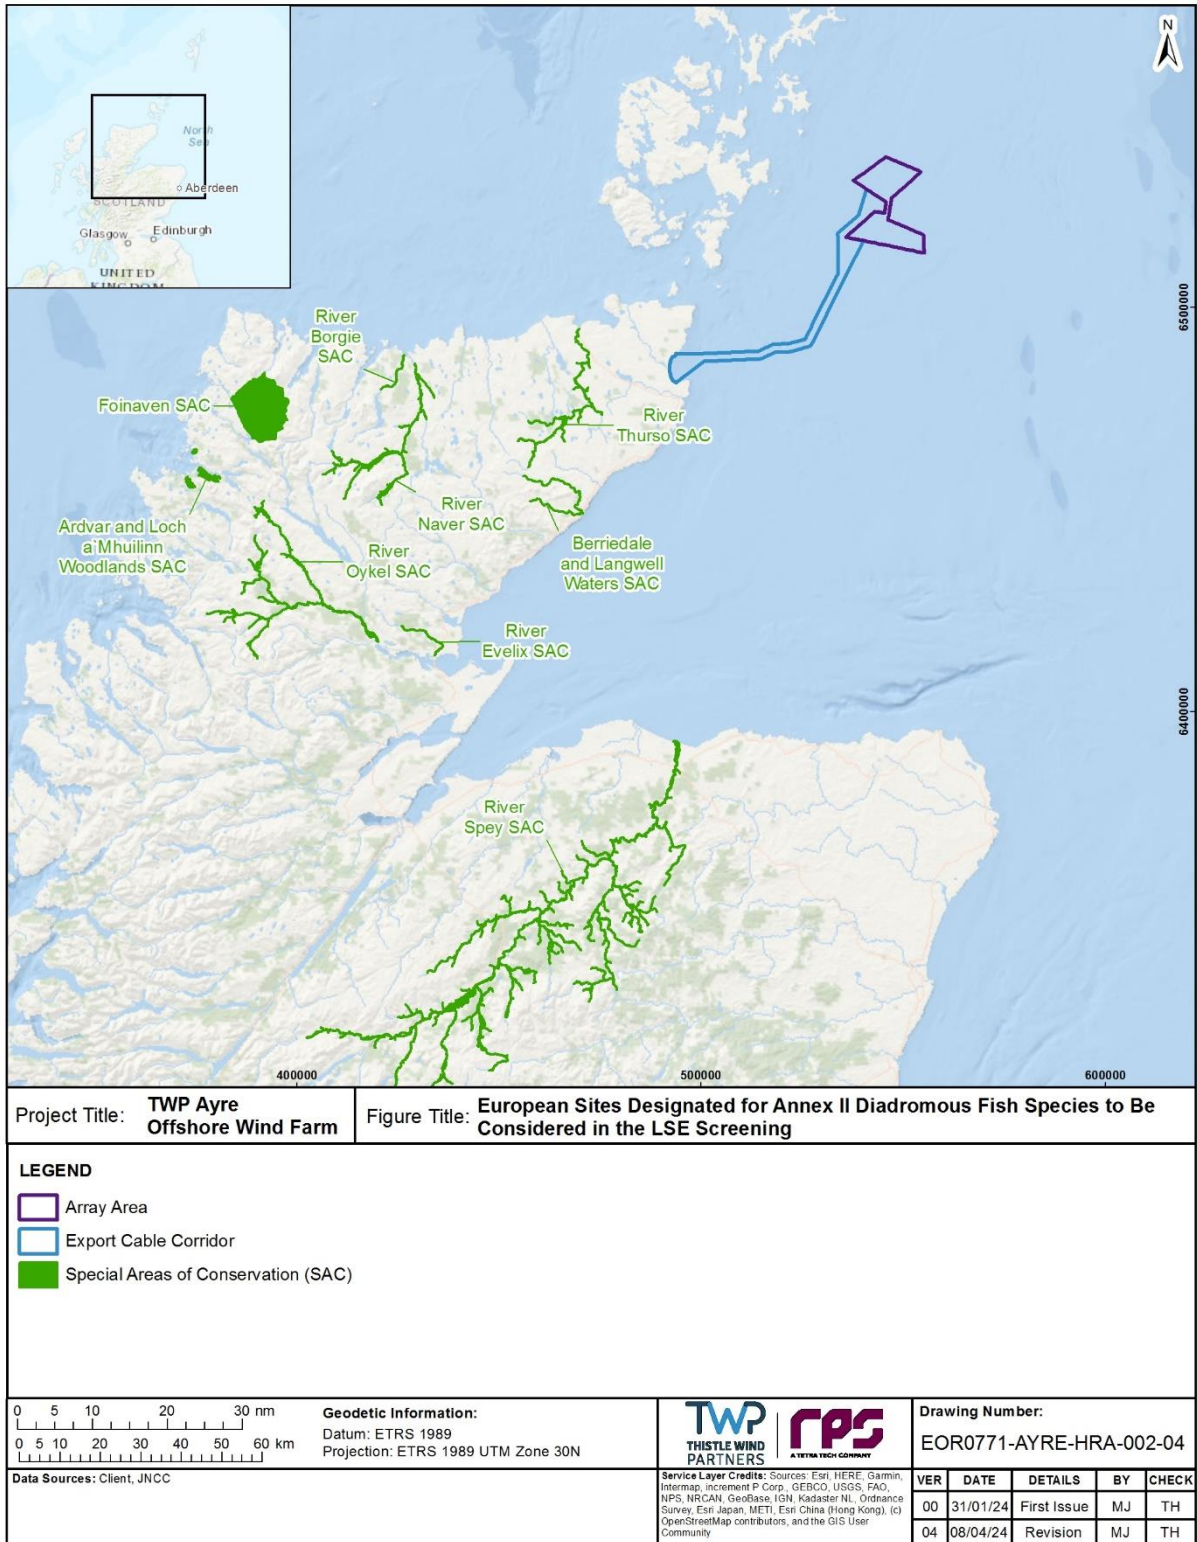 N
North
Sea
Aberdeen
SCOTLAND
Glasgow
Edinburgh
UNITED
KINGDOM
River
Borgie
SAC
Foinaven SAC
River
Thurso SAC
Ardvar and Loch
a'Mhuilinn
Woodlands SAC
River
Naver SAC
River
Oykel SAC
Berriedale
and Langwell
Waters SAC
River
Evelix SAC
River
Spey SAC
6500000
6400000
400000
500000
600000
Project Title: TWP Ayre
Offshore Wind Farm
Figure Title: European Sites Designated for Annex II Diadromous Fish Species to Be
Considered in the LSE Screening
LEGEND
Array Area
Export Cable Corridor
Special Areas of Conservation (SAC)
0 5 10 20 30 nm
0 5 10 20 30 40 50 60 km
Geodetic Information:
Datum: ETRS 1989
Projection: ETRS 1989 UTM Zone 30N
Data Sources: Client, JNCC
TWP
THISTLE WIND
PARTNERS
rps
A TETRA TECH COMPANY
Service Layer Credits: Sources: Esri, HERE, Garmin,
Intermap, increment P Corp., GEBCO, USGS, FAO,
NPS, NRCAN, GeoBase, IGN, Kadaster NL, Ordnance
Survey, Esri Japan, METI, Esri China (Hong Kong), (c)
OpenStreetMap contributors, and the GIS User
Community
Drawing Number:
EOR0771-AYRE-HRA-002-04
VER DATE DETAILS BY CHECK
00 31/01/24 First Issue MJ TH
04 08/04/24 Revision MJ TH